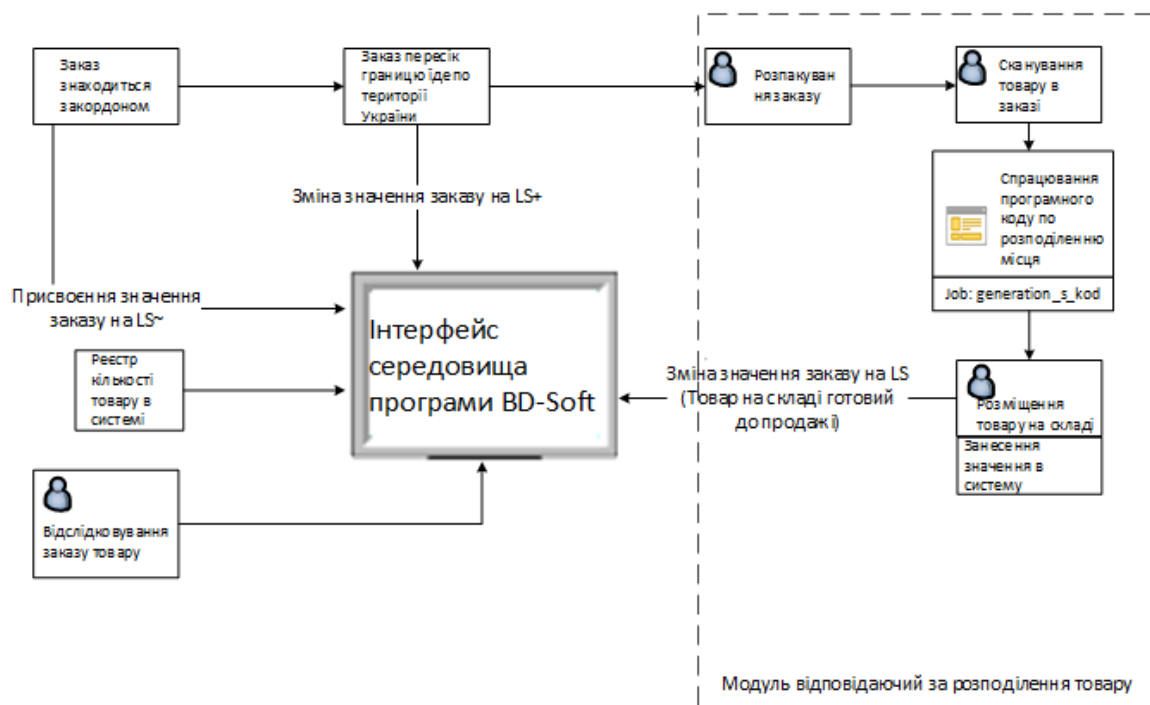 Заказ
знаходиться
закордоном
Заказ пересік
границю їде по
території
України
Розпакуван
ня заказу
Сканування
товару в
заказі
Зміна значення заказу на LS+
Спрацювання
програмного
коду по
розподіленню
місця
Job: generation_s_kod
Присвоєння значення
заказу на LS~
Інтерфейс
середовища
програми BD-Soft
Реєстр
кількості
товару в
системі
Зміна значення заказу на LS
(Товар на складі готовий
до продажі)
Розміщення
товару на складі
Занесення
значення в
систему
Відслідковування
заказу товару
Модуль відповідаючий за розподілення товару